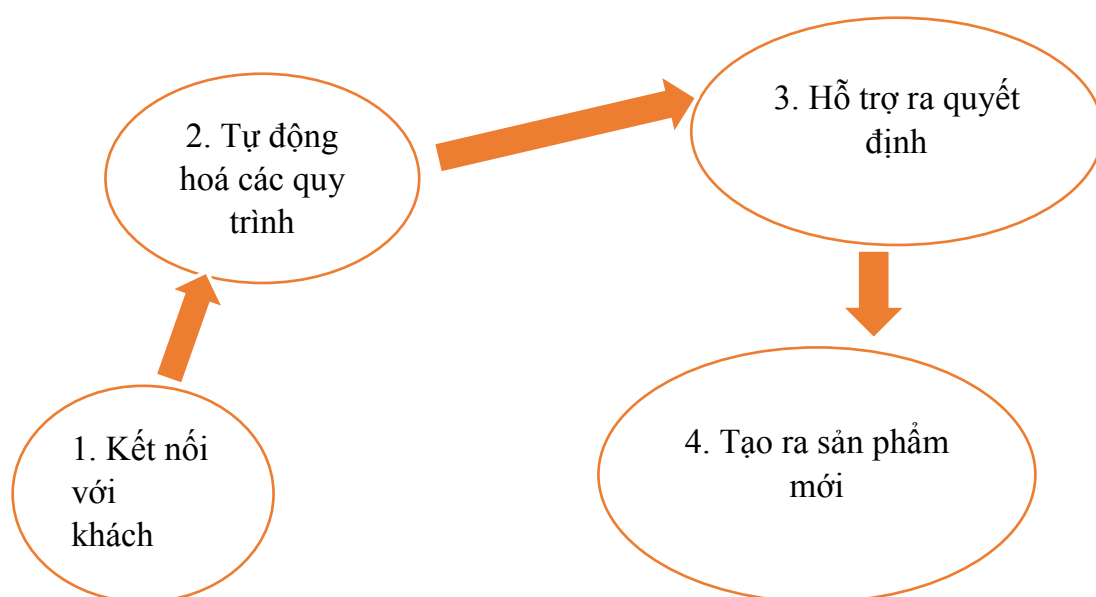 1. Kết nối
với
khách
2. Tự động
hoá các quy
trình
3. Hỗ trợ ra quyết
định
4. Tạo ra sản phẩm
mới